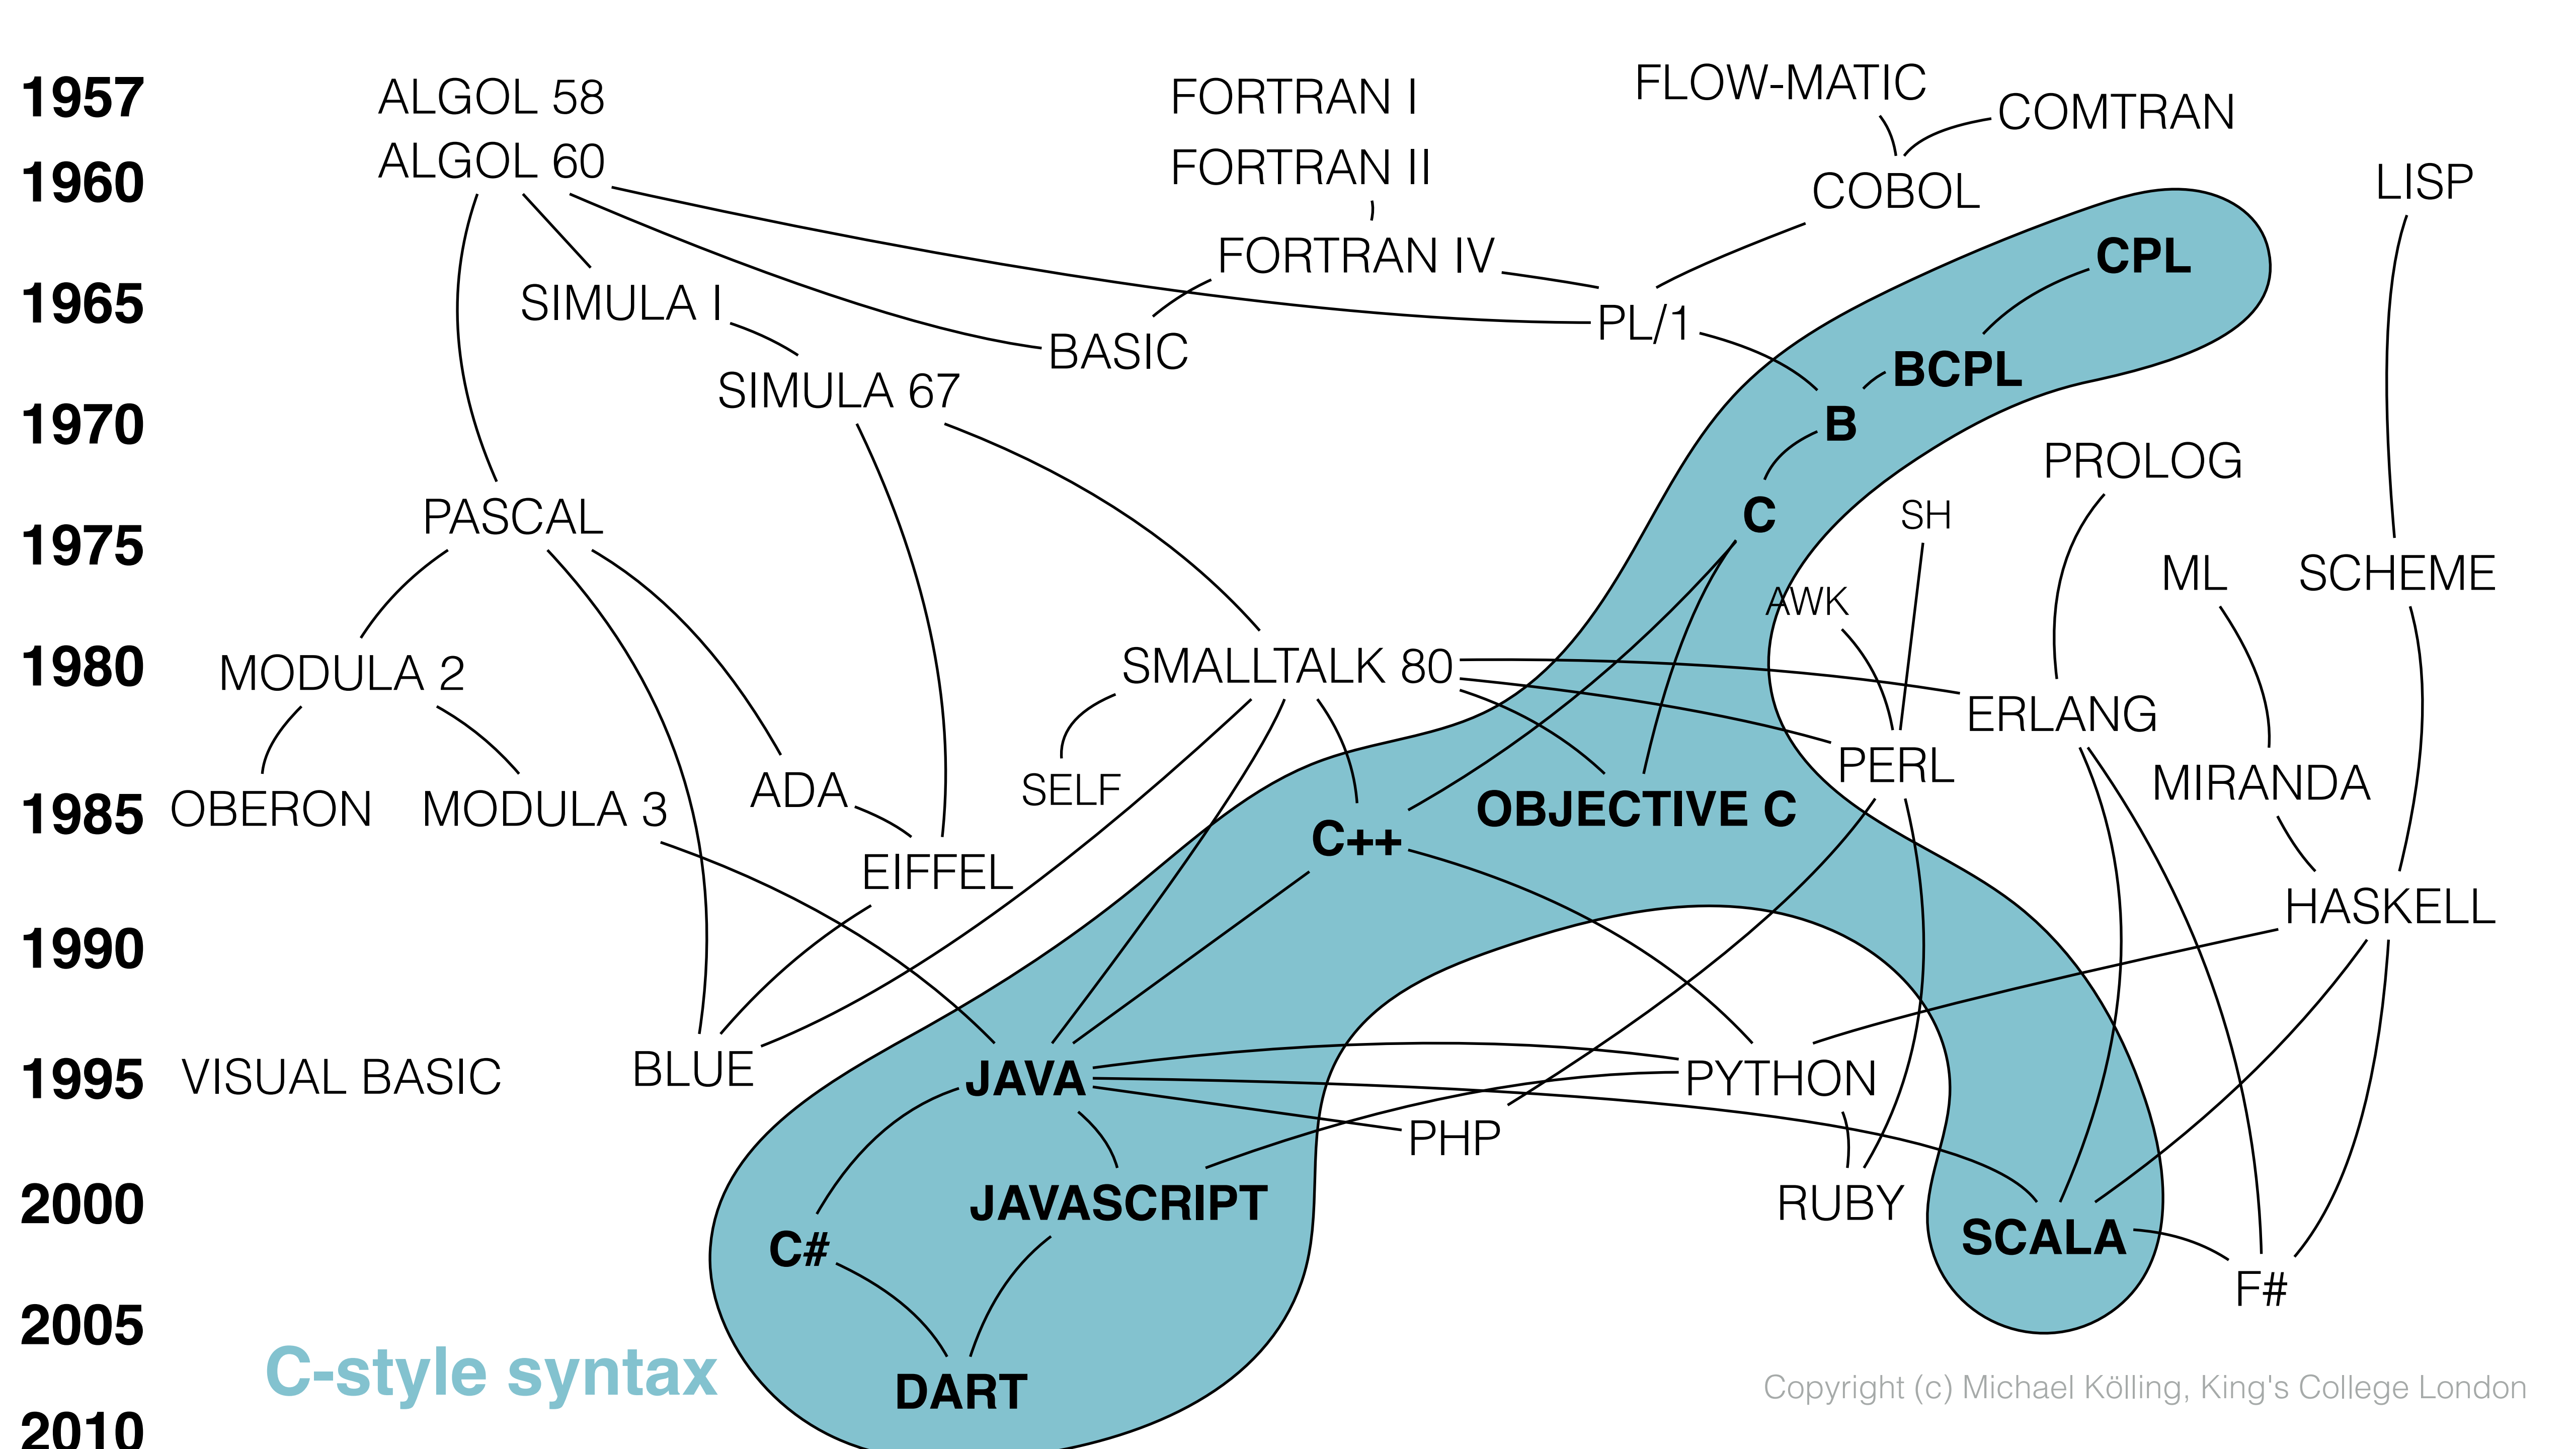 1957
ALGOL 58
FORTRAN I
FLOW-MATIC
COMTRAN
ALGOL 60
FORTRAN II
1960
COBOL
LISP
FORTRAN IV
CPL
1965
SIMULA I
PL/1
BASIC
BCPL
SIMULA 67
1970
B
PROLOG
PASCAL
C
SH
1975
ML
SCHEME
AWK
1980
MODULA 2
SMALLTALK 80
ERLANG
PERL
ADA
SELF
MIRANDA
1985
OBERON
MODULA 3
OBJECTIVE C
C++
EIFFEL
HASKELL
1990
BLUE
1995
VISUAL BASIC
JAVA
PYTHON
PHP
2000
JAVASCRIPT
RUBY
C#
SCALA
F#
2005
C-style syntax
DART
Copyright (c) Michael Kölling, King's College London
2010